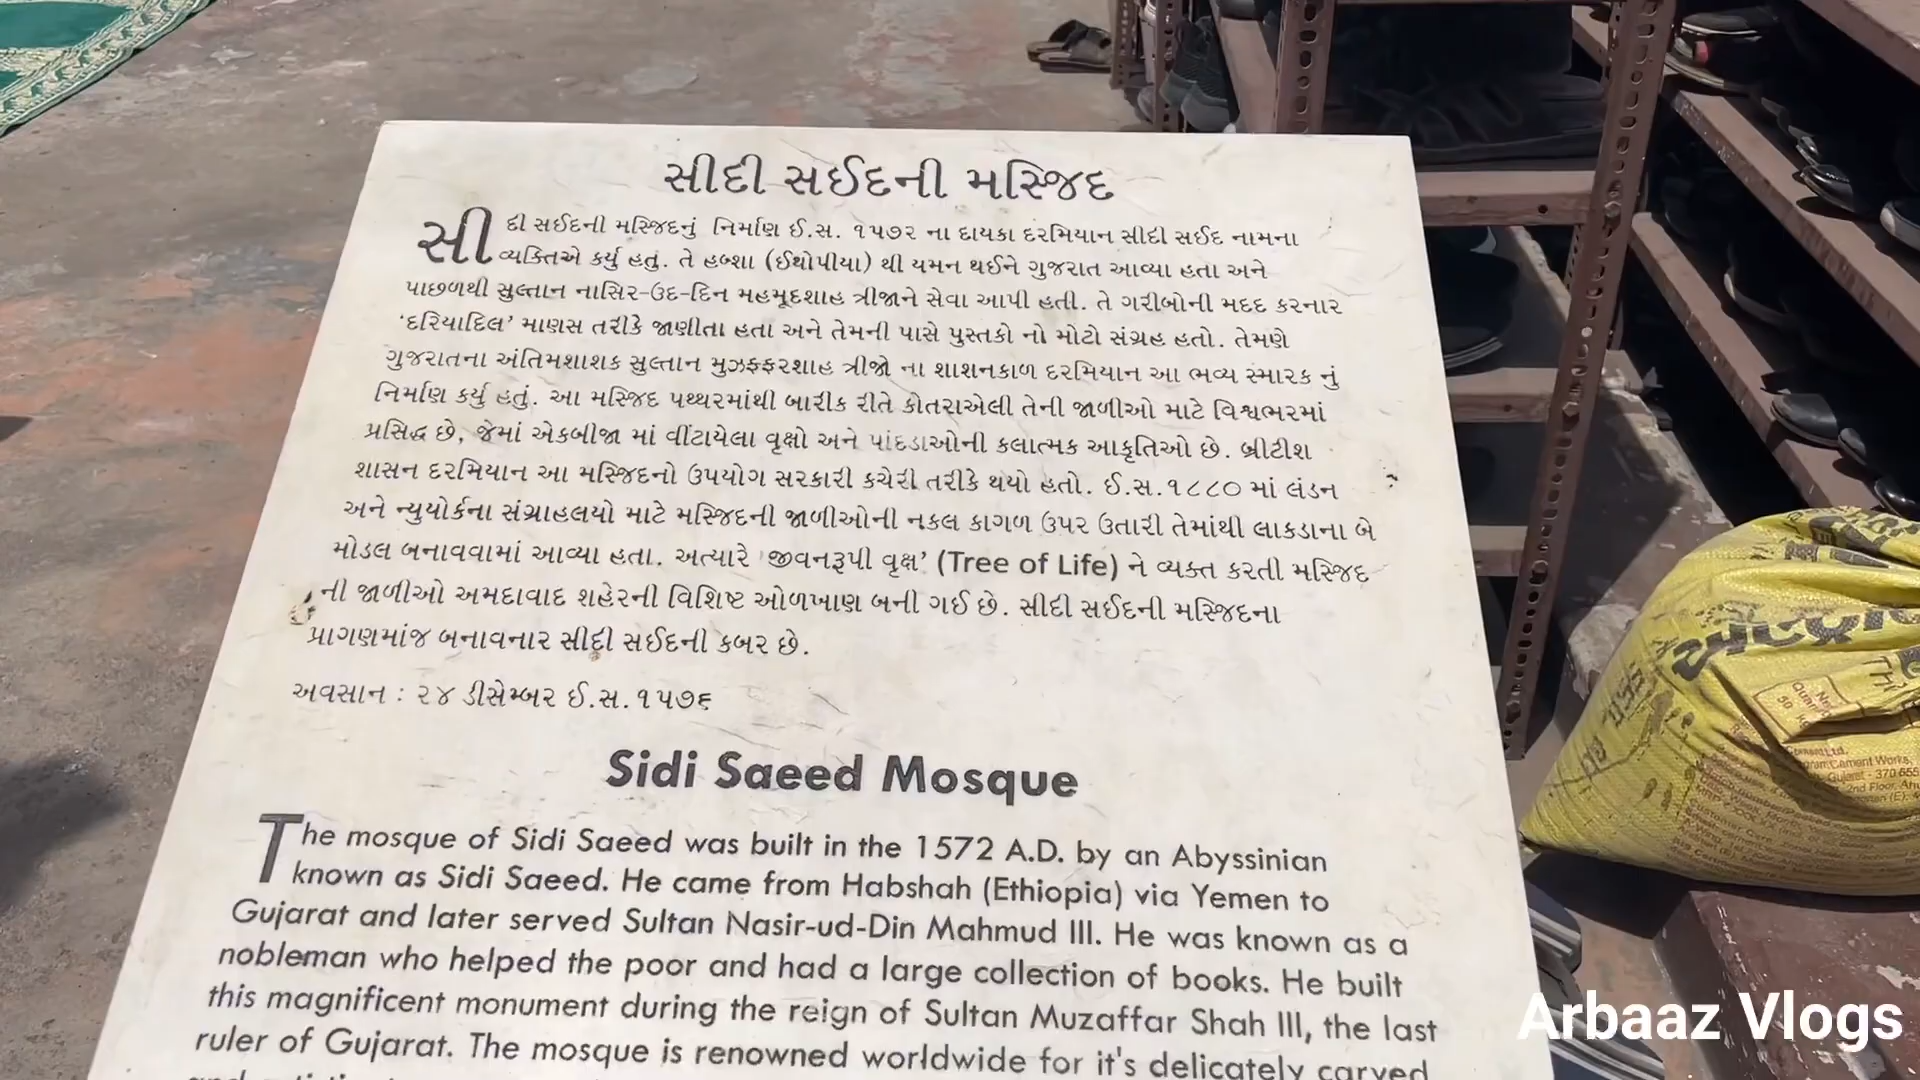 સીદી સઈદની મસ્જિદ
સીદી સઈદની મસ્જિદનું નિર્માણ ઈ.સ. ૧૫૭૨ ના દાયકા દરમિયાન સીદી સઈદ નામના
વ્યક્તિએ કર્યુ હતું. તે હબ્શા (ઈથોપીયા) થી યમન થઈને ગુજરાત આવ્યા હતા અને
પાછળથી સુલ્તાન નાસિર-ઉદ-દિન મહમૂદશાહ ત્રીજાને સેવા આપી હતી. તે ગરીબોની મદદ કરનાર
‘દરિયાદિલ’ માણસ તરીકે જાણીતા હતા અને તેમની પાસે પુસ્તકો નો મોટો સંગ્રહ હતો. તેમણે
ગુજરાતના અંતિમશાશક સુલ્તાન મુઝફ્ફરશાહ ત્રીજો ના શાશનકાળ દરમિયાન આ ભવ્ય સ્મારક નું
નિર્માણ કર્યુ હતું. આ મસ્જિદ પથ્થરમાંથી બારીક રીતે કોતરાએલી તેની જાળીઓ માટે વિશ્વભરમાં
પ્રસિદ્ધ છે, જેમાં એકબીજા માં વીંટાયેલા વૃક્ષો અને પાંદડાઓની કલાત્મક આકૃતિઓ છે. બ્રીટીશ
શાસન દરમિયાન આ મસ્જિદનો ઉપયોગ સરકારી કચેરી તરીકે થયો હતો. ઈ.સ.૧૮૮૦ માં લંડન
અને ન્યુયોર્કના સંગ્રાહલયો માટે મસ્જિદની જાળીઓની નકલ કાગળ ઉપર ઉતારી તેમાંથી લાકડાના બે
મોડલ બનાવવામાં આવ્યા હતા. અત્યારે ‘જીવનરૂપી વૃક્ષ’ (Tree of Life) ને વ્યક્ત કરતી મસ્જિદ
ની જાળીઓ અમદાવાદ શહેરની વિશિષ્ટ ઓળખાણ બની ગઈ છે. સીદી સઈદની મસ્જિદના
પ્રાગણમાંજ બનાવનાર સીદી સઈદની કબર છે.
અવસાન : ૨૪ ડીસેમ્બર ઈ.સ.૧૫૭૬
Sidi Saeed Mosque
The mosque of Sidi Saeed was built in the 1572 A.D. by an Abyssinian
known as Sidi Saeed. He came from Habshah (Ethiopia) via Yemen to
Gujarat and later served Sultan Nasir-ud-Din Mahmud III. He was known as a
nobleman who helped the poor and had a large collection of books. He built
this magnificent monument during the reign of Sultan Muzaffar Shah III, the last
ruler of Gujarat. The mosque is renowned worldwide for it's delicately carved
Cement Works,
Gujarat - 370
2nd Floor,
Arbaaz Vlogs